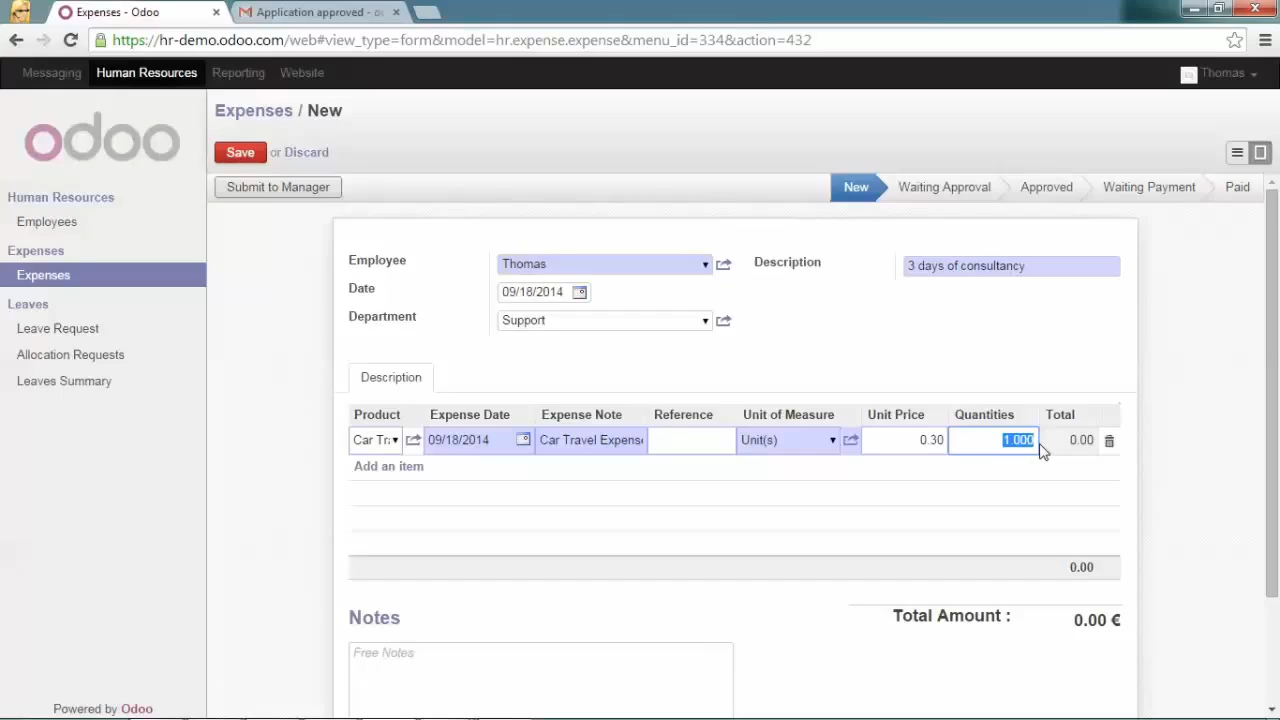 Expenses - Odoo
Application approved - o
https://hr-demo.odoo.com/web#view_type=form&model=hr.expense.expense&menu_id=334&action=432
Messaging Human Resources Reporting Website Thomas
odoo
Expenses / New
Save or Discard
Submit to Manager New Waiting Approval Approved Waiting Payment Paid
Human Resources
Employees
Expenses
Expenses
Leaves
Leave Request
Allocation Requests
Leaves Summary
Employee Thomas Description 3 days of consultancy
Date 09/18/2014
Department Support
Description
Product Expense Date Expense Note Reference Unit of Measure Unit Price Quantities Total
Car Tra 09/18/2014 Car Travel Expens Unit(s) 0.30 1.000 0.00
Add an item
0.00
Notes Total Amount : 0.00 €
Free Notes
Powered by Odoo